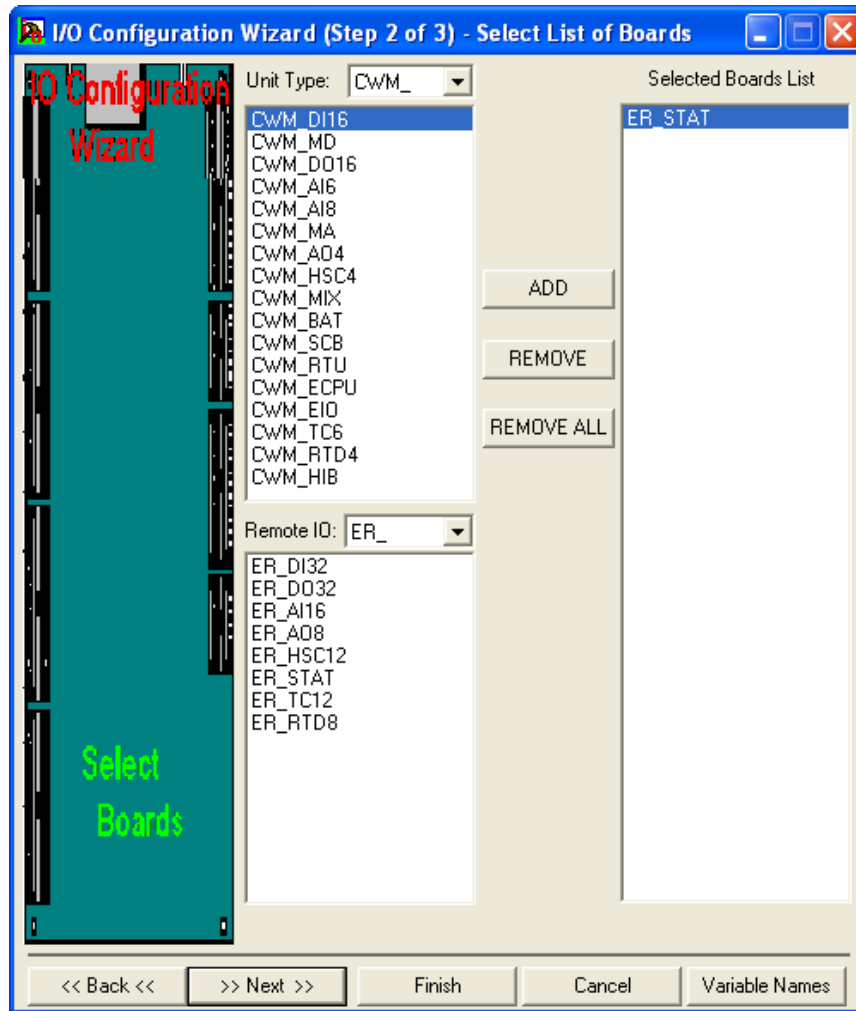 I/O Configuration Wizard (Step 2 of 3) - Select List of Boards
IO Configuration
Wizard
Select
Boards
Unit Type: CWM_
CWM_DI16
CWM_MD
CWM_DO16
CWM_AI6
CWM_AI8
CWM_MA
CWM_AO4
CWM_HSC4
CWM_MIX
CWM_BAT
CWM_SCB
CWM_RTU
CWM_ECPU
CWM_EIO
CWM_TC6
CWM_RTD4
CWM_HIB
Remote IO: ER_
ER_DI32
ER_DO32
ER_AI16
ER_AO8
ER_HSC12
ER_STAT
ER_TC12
ER_RTD8
ADD
REMOVE
REMOVE ALL
Selected Boards List
ER_STAT
<< Back <<
>> Next >>
Finish
Cancel
Variable Names